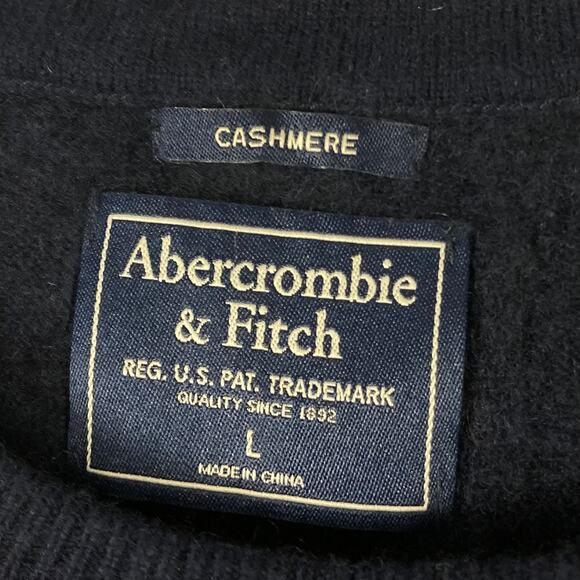 CASHMERE
Abercrombie
& Fitch
REG. U.S. PAT. TRADEMARK
QUALITY SINCE 1892
L
MADE IN CHINA